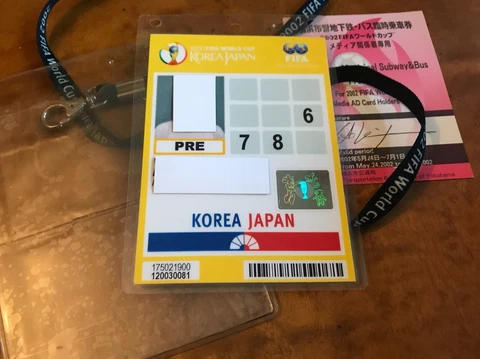 2002 FIFA WORLD CUP
KOREAJAPAN
FIFA
6
PRE
7 8
KOREA JAPAN
175021900
120030081
市営地下鉄・バス臨時乗車券
2002FIFAワールドカップ
メディア関係者専用
Subway&Bus
For 2002 FIFA
Media AD Card Holders
Valid period:
2002年5月24日~7月1日
From May.24,2002
2002 FIFA World Cup
FIFA World Cup